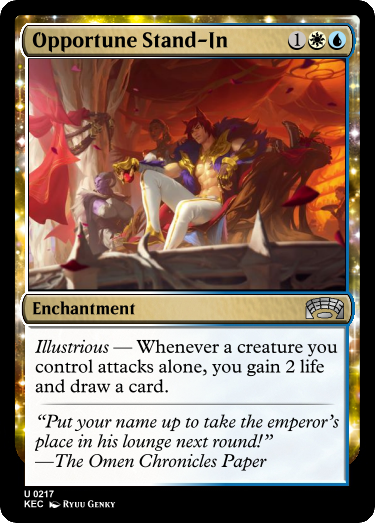 Opportune Stand-In 1
Enchantment
Illustrious — Whenever a creature you
control attacks alone, you gain 2 life
and draw a card.
“Put your name up to take the emperor’s
place in his lounge next round!”
—The Omen Chronicles Paper
U 0217
KEC Ryuu Genky